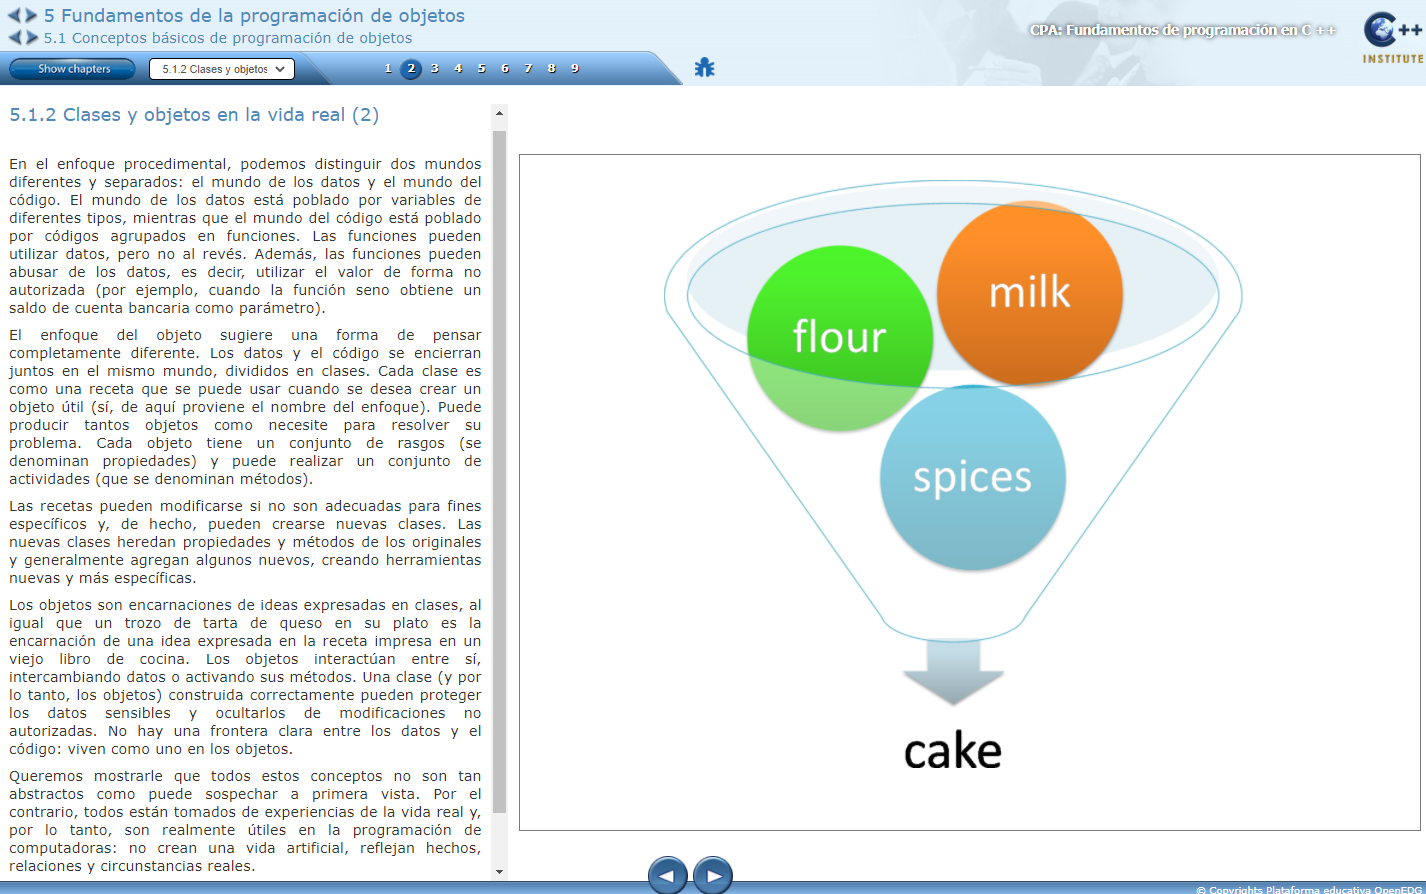 5 Fundamentos de la programación de objetos
5.1 Conceptos básicos de programación de objetos
CPA: Fundamentos de programación en C ++
C++
INSTITUTE
Show chapters
5.1.2 Clases y objetos
1 2 3 4 5 6 7 8 9
5.1.2 Clases y objetos en la vida real (2)
En el enfoque procedimental, podemos distinguir dos mundos
diferentes y separados: el mundo de los datos y el mundo del
código. El mundo de los datos está poblado por variables de
diferentes tipos, mientras que el mundo del código está poblado
por códigos agrupados en funciones. Las funciones pueden
utilizar datos, pero no al revés. Además, las funciones pueden
abusar de los datos, es decir, utilizar el valor de forma no
autorizada (por ejemplo, cuando la función seno obtiene un
saldo de cuenta bancaria como parámetro).
El enfoque del objeto sugiere una forma de pensar
completamente diferente. Los datos y el código se encierran
juntos en el mismo mundo, divididos en clases. Cada clase es
como una receta que se puede usar cuando se desea crear un
objeto útil (sí, de aquí proviene el nombre del enfoque). Puede
producir tantos objetos como necesite para resolver su
problema. Cada objeto tiene un conjunto de rasgos (se
denominan propiedades) y puede realizar un conjunto de
actividades (que se denominan métodos).
Las recetas pueden modificarse si no son adecuadas para fines
específicos y, de hecho, pueden crearse nuevas clases. Las
nuevas clases heredan propiedades y métodos de los originales
y generalmente agregan algunos nuevos, creando herramientas
nuevas y más específicas.
Los objetos son encarnaciones de ideas expresadas en clases, al
igual que un trozo de tarta de queso en su plato es la
encarnación de una idea expresada en la receta impresa en un
viejo libro de cocina. Los objetos interactúan entre sí,
intercambiando datos o activando sus métodos. Una clase (y por
lo tanto, los objetos) construida correctamente pueden proteger
los datos sensibles y ocultarlos de modificaciones no
autorizadas. No hay una frontera clara entre los datos y el
código: viven como uno en los objetos.
Queremos mostrarle que todos estos conceptos no son tan
abstractos como puede sospechar a primera vista. Por el
contrario, todos están tomados de experiencias de la vida real y,
por lo tanto, son realmente útiles en la programación de
computadoras: no crean una vida artificial, reflejan hechos,
relaciones y circunstancias reales.
milk
flour
spices
cake
© Copyrights Plataforma educativa OpenEDG